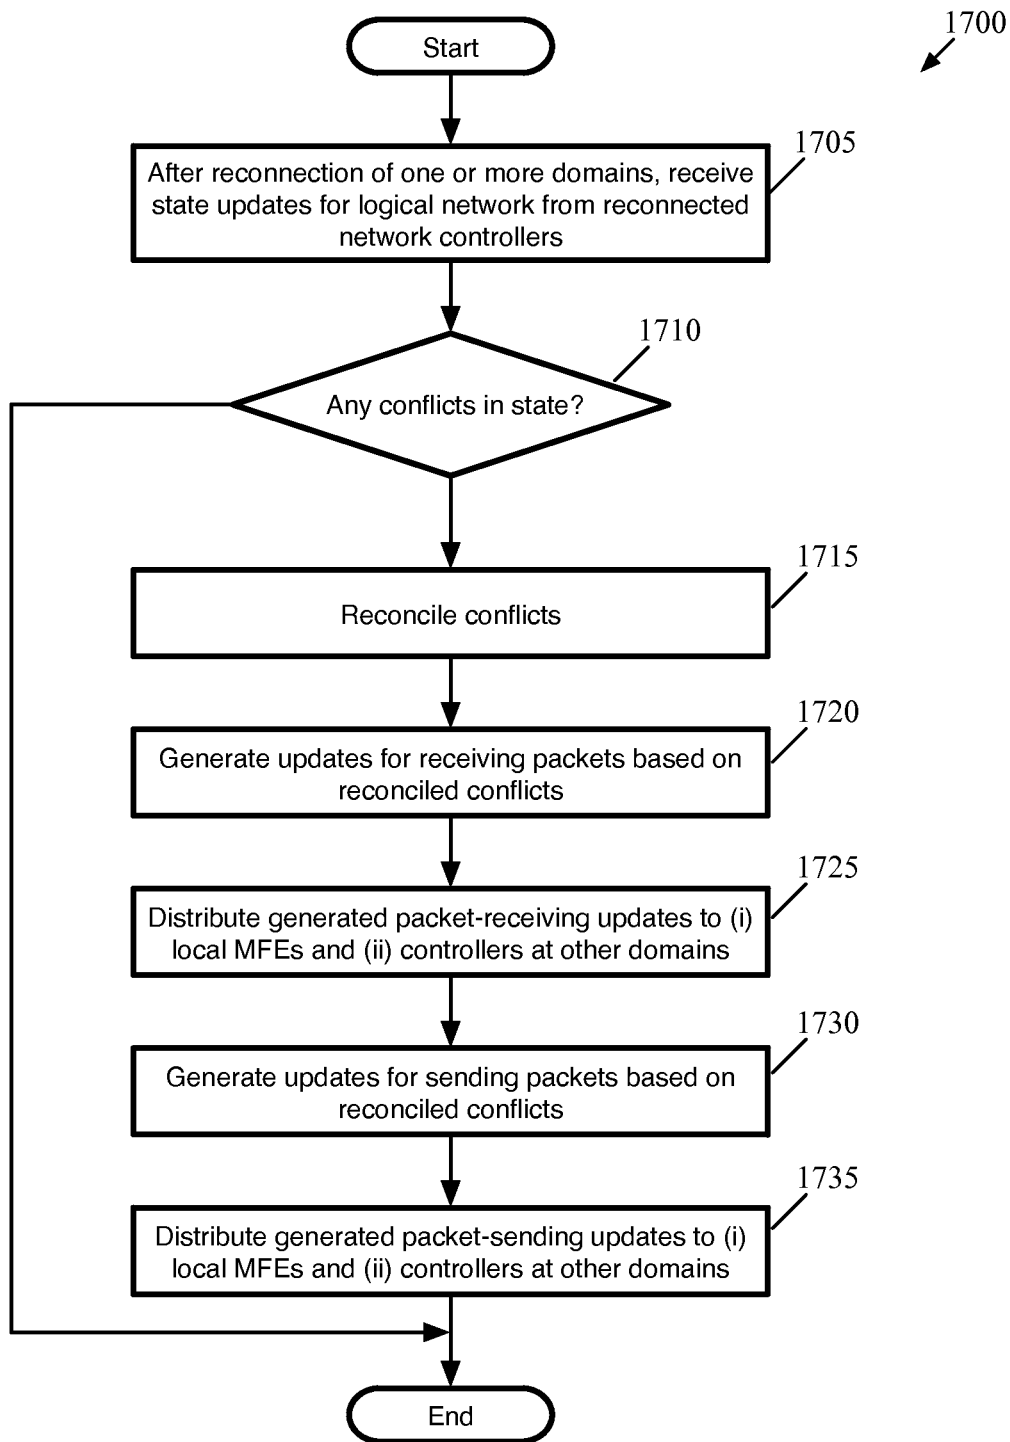 1700
Start
1705
After reconnection of one or more domains, receive
state updates for logical network from reconnected
network controllers
1710
Any conflicts in state?
1715
Reconcile conflicts
1720
Generate updates for receiving packets based on
reconciled conflicts
1725
Distribute generated packet-receiving updates to (i)
local MFEs and (ii) controllers at other domains
1730
Generate updates for sending packets based on
reconciled conflicts
1735
Distribute generated packet-sending updates to (i)
local MFEs and (ii) controllers at other domains
End